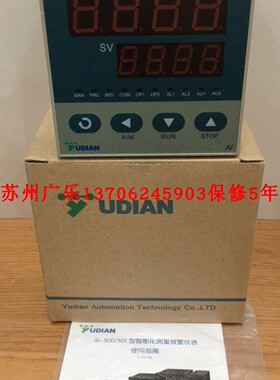 SV
MAN PRG MIO COM OP1 OP2 AL1 AL2 AU1 AU2
A/M RUN STOP
YUDIAN AI
苏州广乐13706245903保修5年
YUDIAN
Yudian Automation Technology Co.,LTD
YUDIAN
AI-500/501型智能化测量报警仪表
使用指南